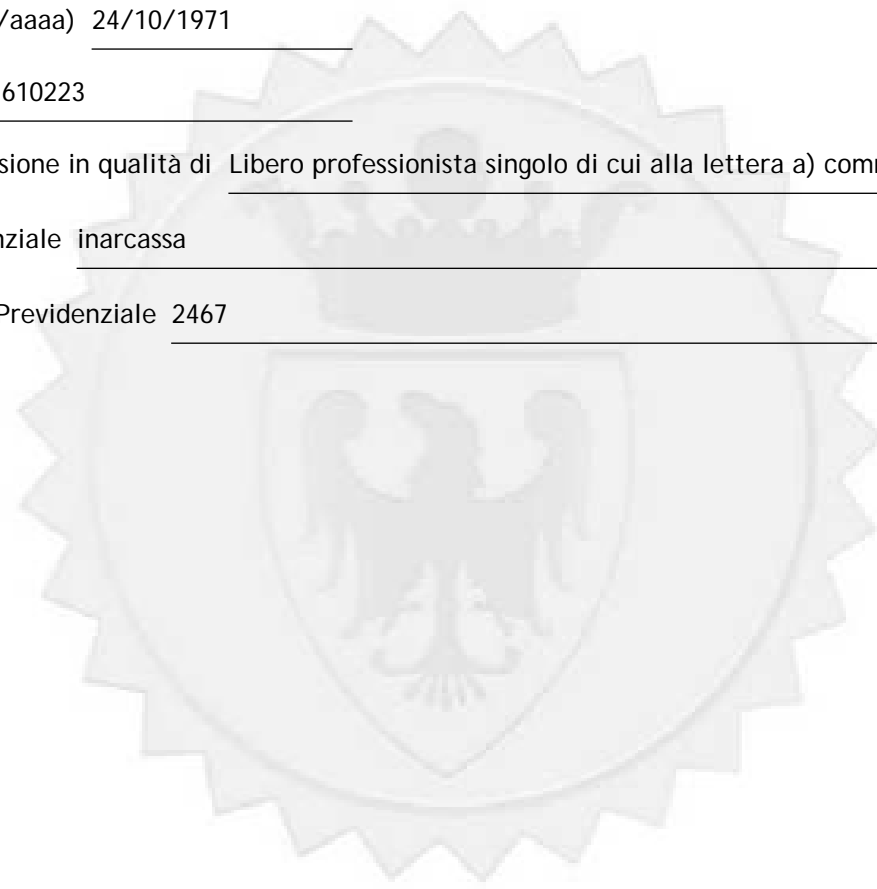 /aaaa) 24/10/1971
610223
sione in qualità di Libero professionista singolo di cui alla lettera a) com
nziale inarcassa
Previdenziale 2467